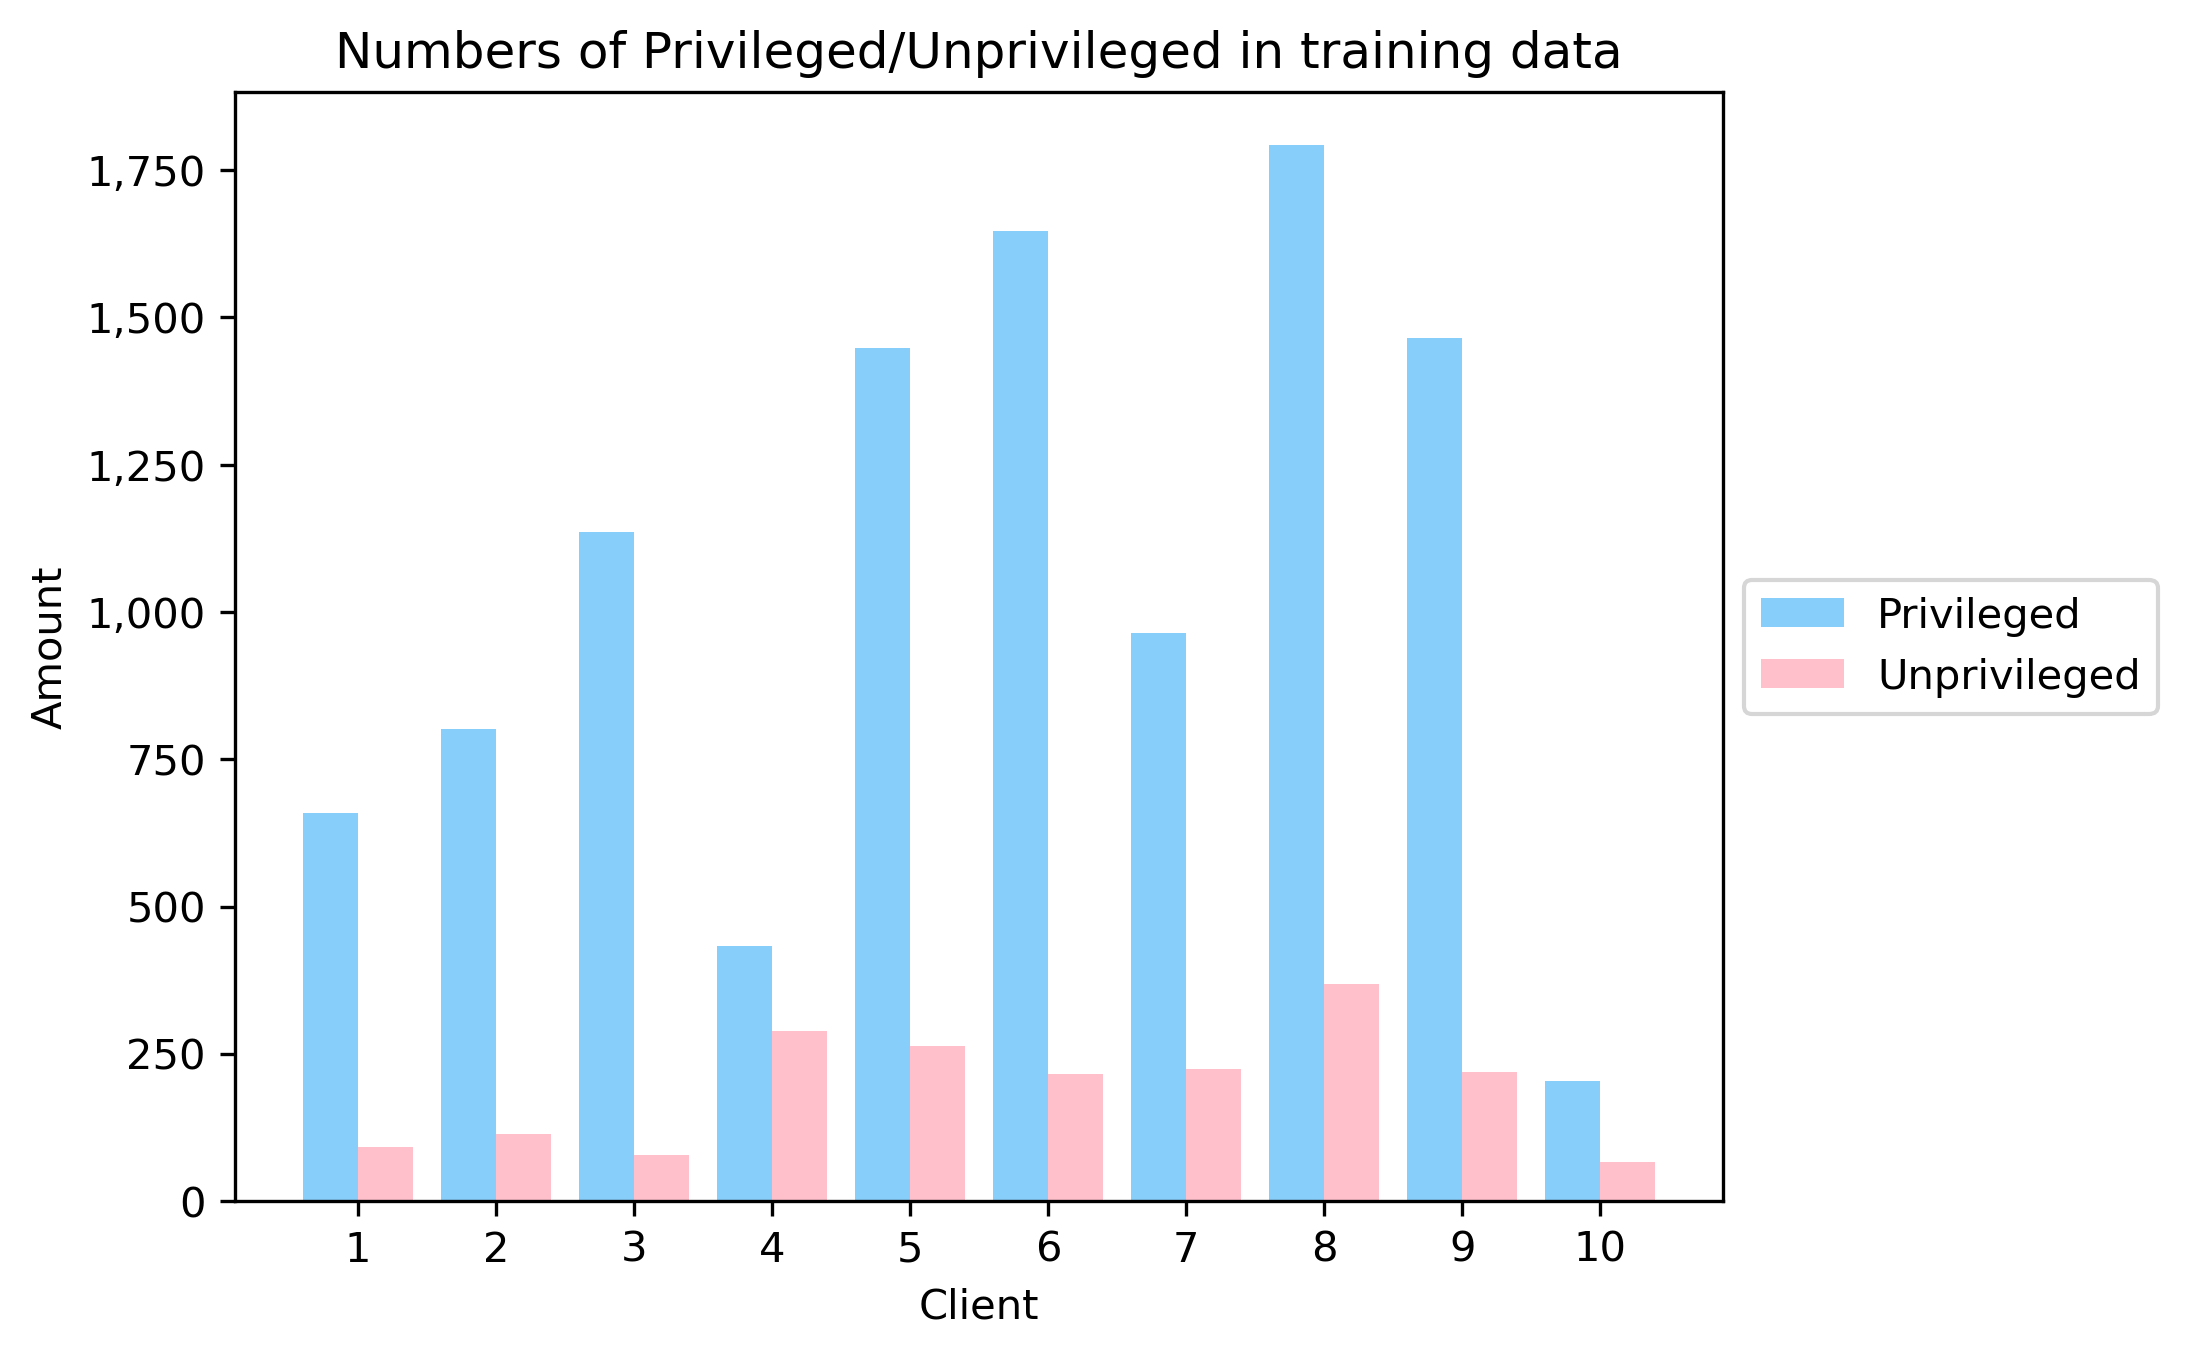 Numbers of Privileged/Unprivileged in training data
1,750
1,500
1,250
1,000
750
500
250
0
Amount
1 2 3 4 5 6 7 8 9 10
Client
Privileged
Unprivileged